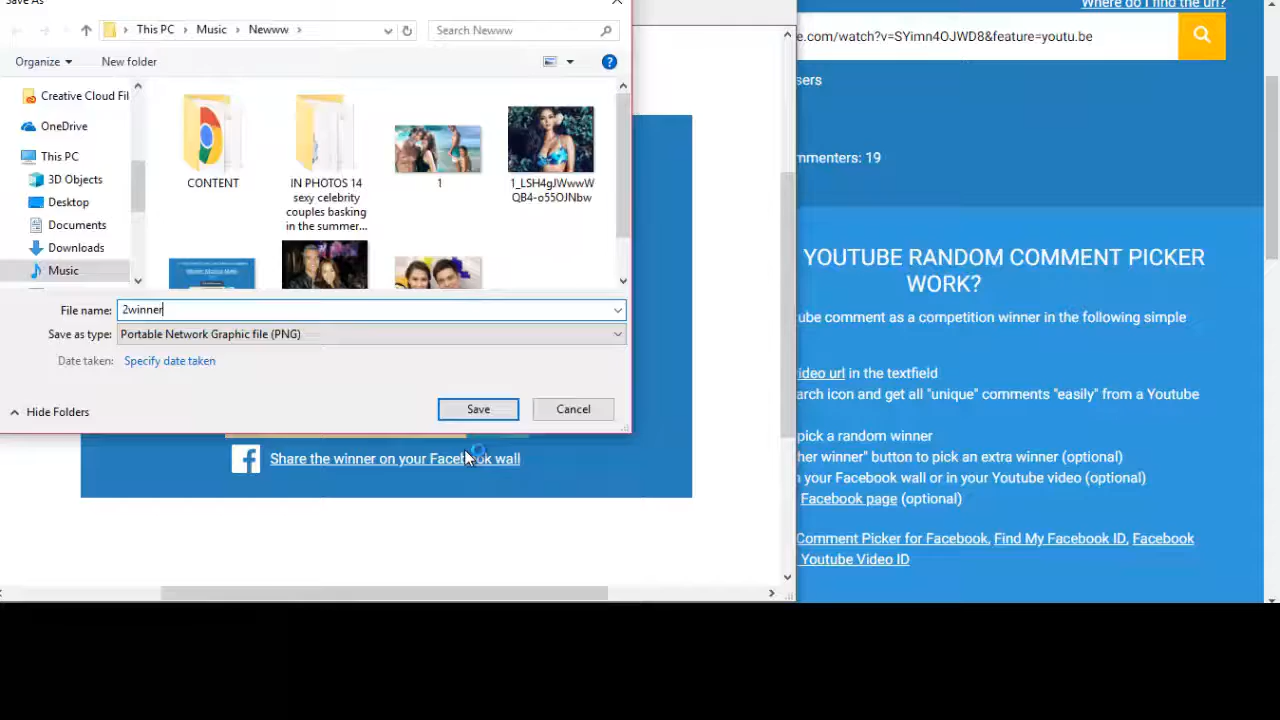 Save As
Where do I find the url?
This PC > Music > Newww >
Search Newww
e.com/watch?v=SYimn4OJWD8&feature=youtu.be
Organize
New folder
Creative Cloud Fil
OneDrive
This PC
3D Objects
Desktop
Documents
Downloads
Music
CONTENT
IN PHOTOS 14
sexy celebrity
couples basking
in the summer...
1
1_LSH4gJWwwW
QB4-o55OJNbw
File name: 2winner
Save as type: Portable Network Graphic file (PNG)
Date taken: Specify date taken
Hide Folders
Save
Cancel
Share the winner on your Facebook wall
sers
mmenters: 19
YOUTUBE RANDOM COMMENT PICKER
WORK?
ube comment as a competition winner in the following simple
ideo url in the textfield
arch icon and get all "unique" comments "easily" from a Youtube
pick a random winner
her winner" button to pick an extra winner (optional)
n your Facebook wall or in your Youtube video (optional)
Facebook page (optional)
Comment Picker for Facebook, Find My Facebook ID, Facebook
Youtube Video ID